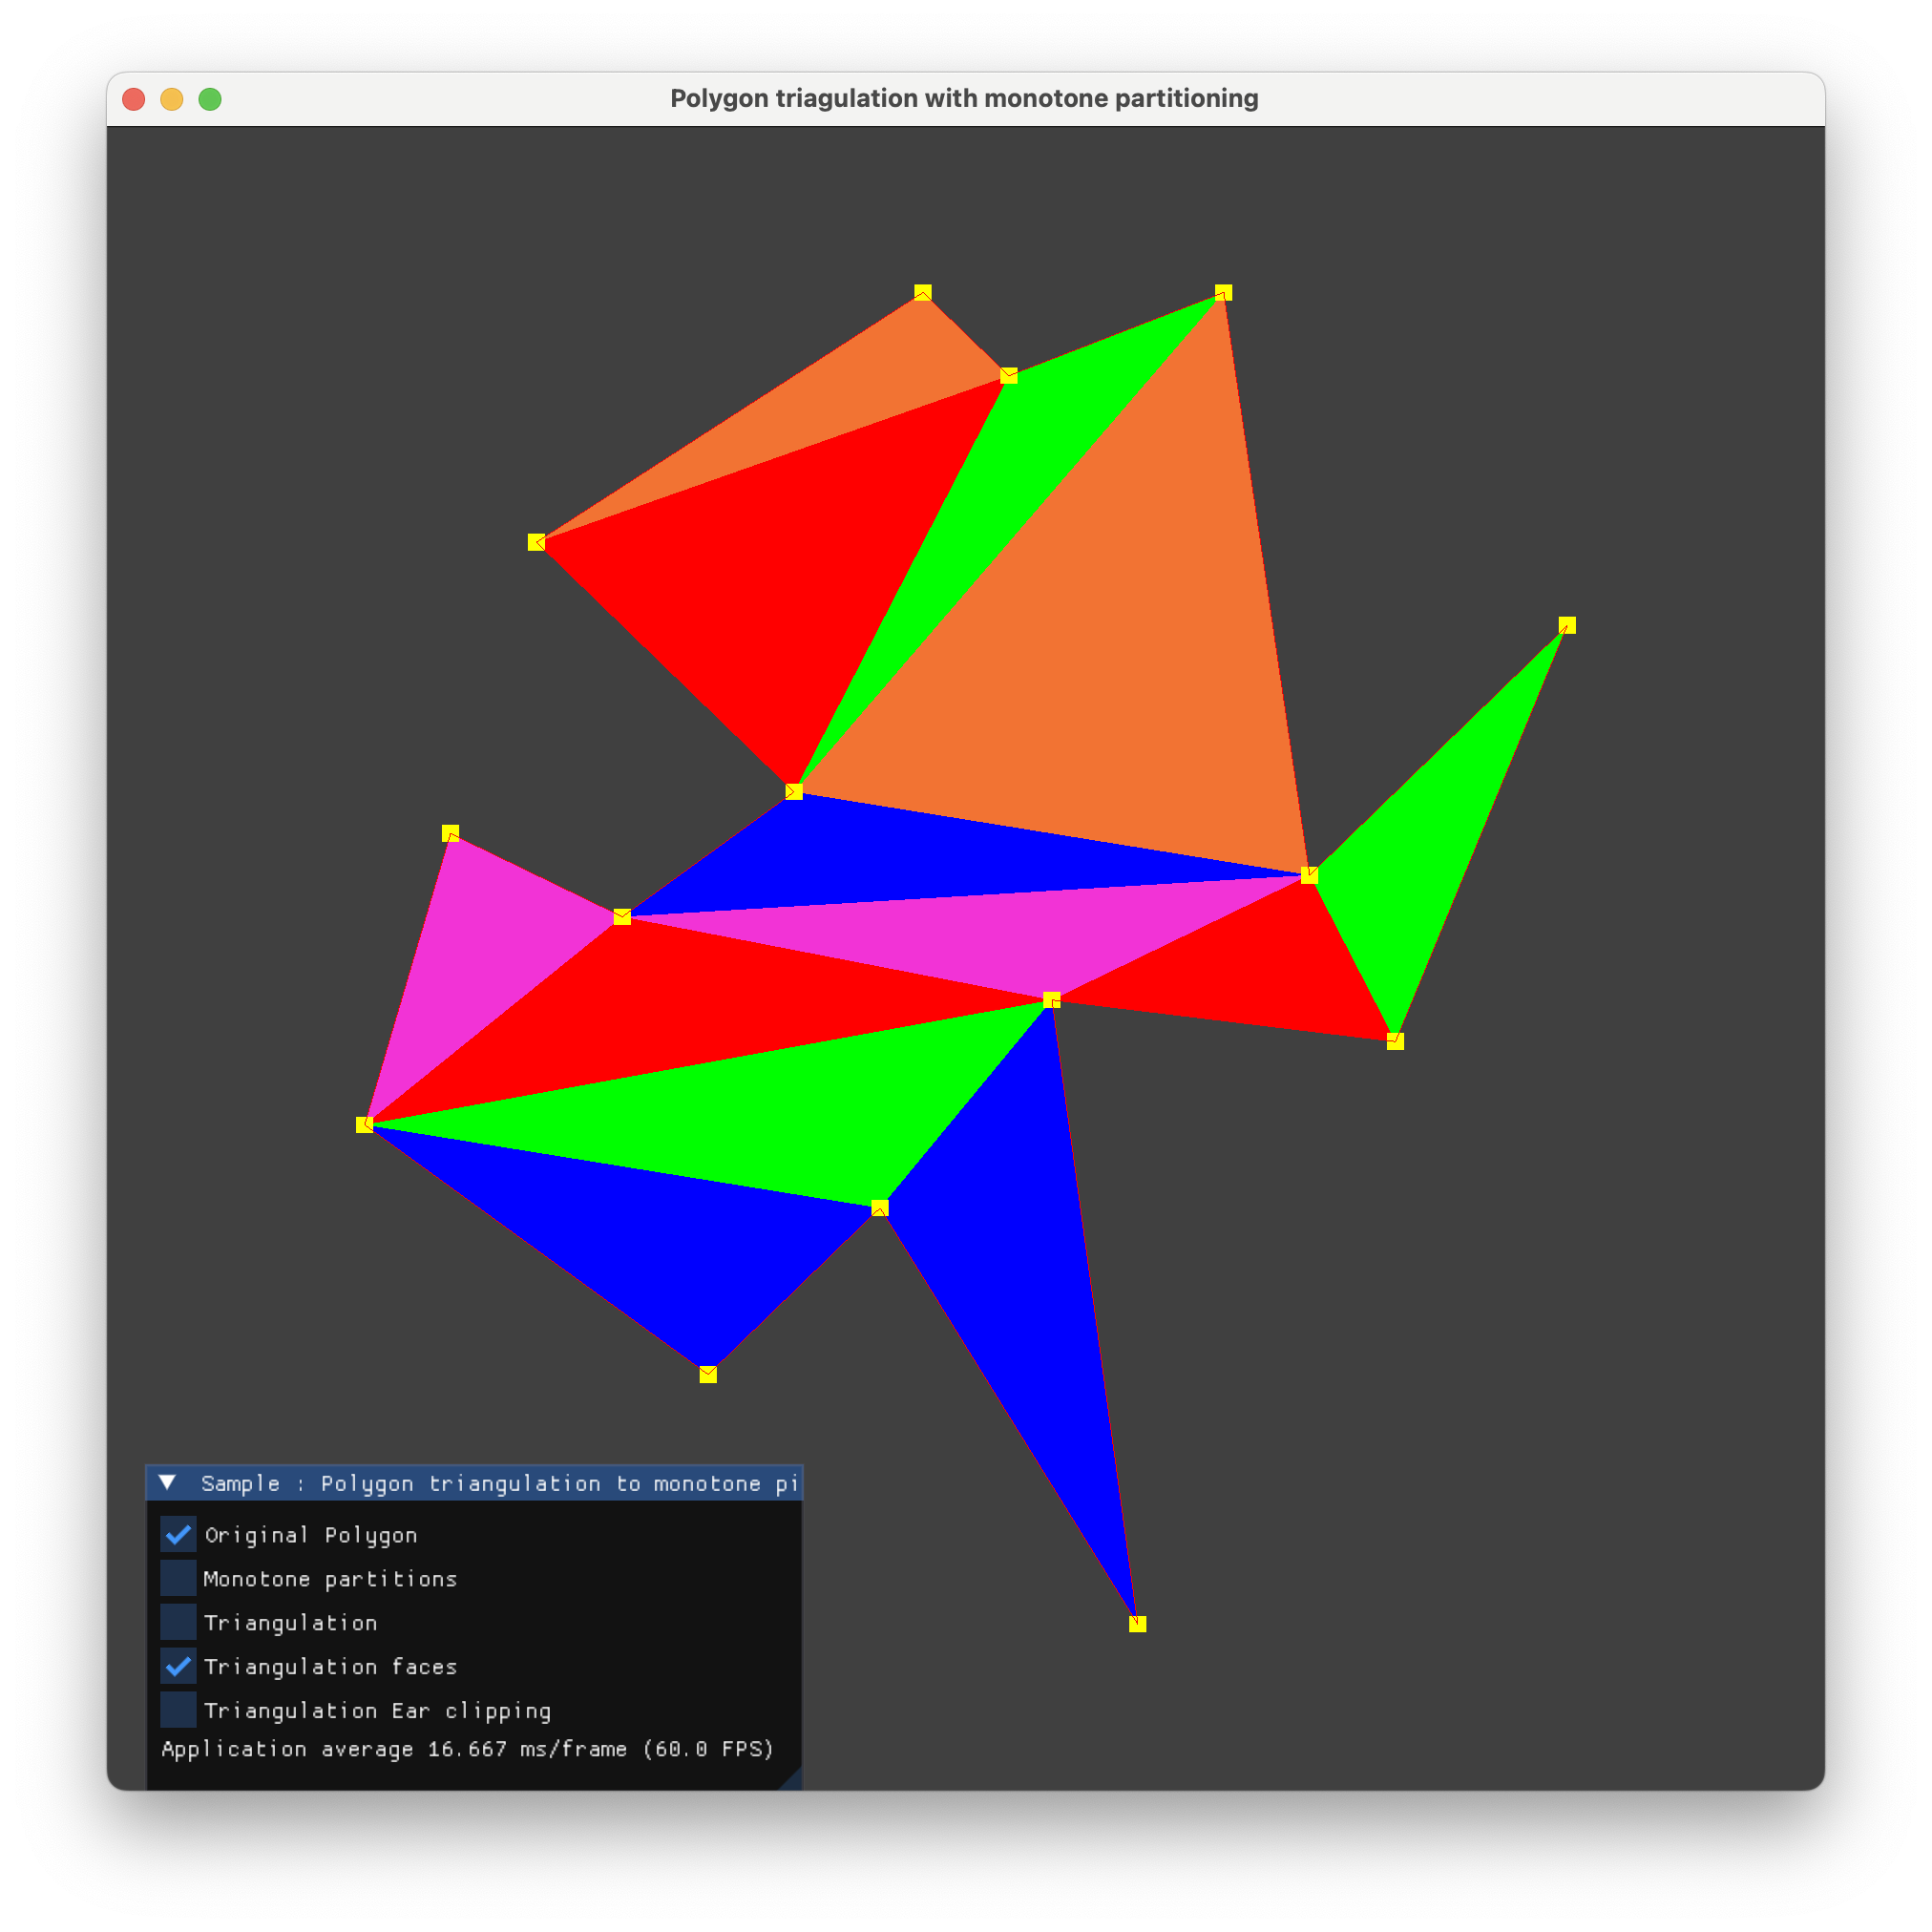 Polygon triagulation with monotone partitioning
Sample : Polygon triangulation to monotone pi
Original Polygon
Monotone partitions
Triangulation
Triangulation faces
Triangulation Ear clipping
Application average 16.667 ms/frame (60.0 FPS)